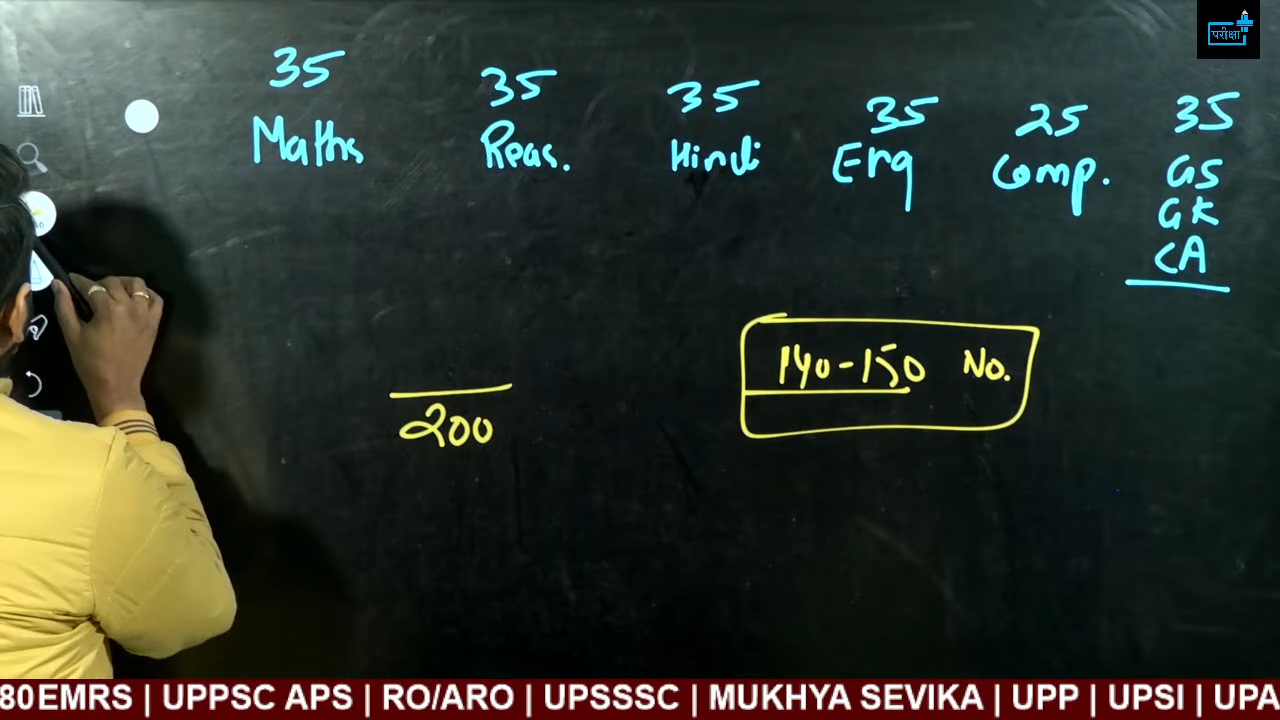 परीक्षा
35 35 35 35 25 35
Maths Reas. Hindi Eng Comp. GS
GK
CA
140-150 No.
200
80EMRS | UPPSC APS | RO/ARO | UPSSSC | MUKHYA SEVIKA | UPP | UPSI | UPA